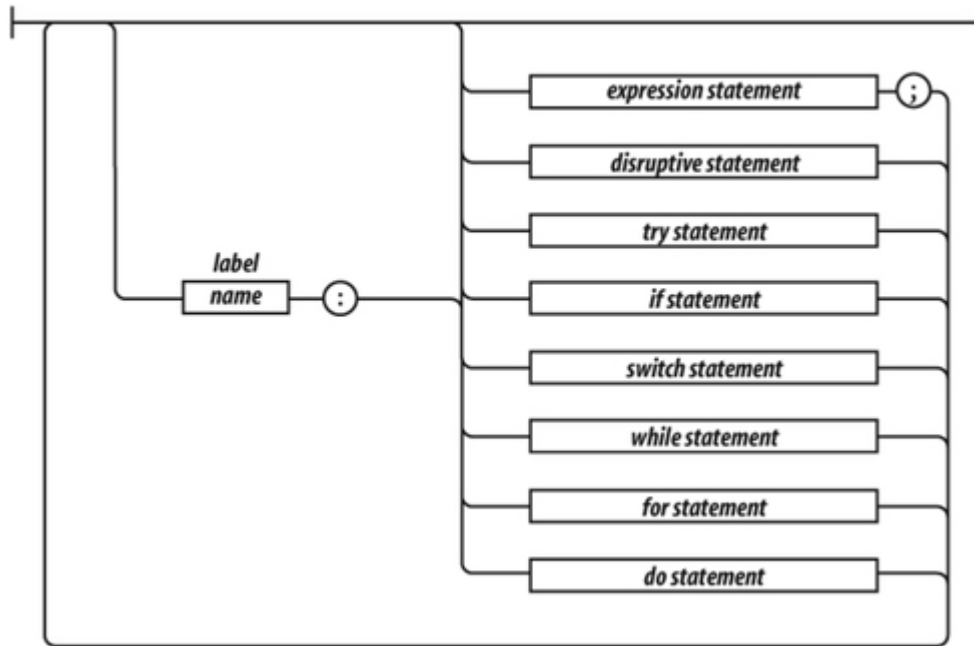 expression statement ;
disruptive statement
try statement
label
name :
if statement
switch statement
while statement
for statement
do statement